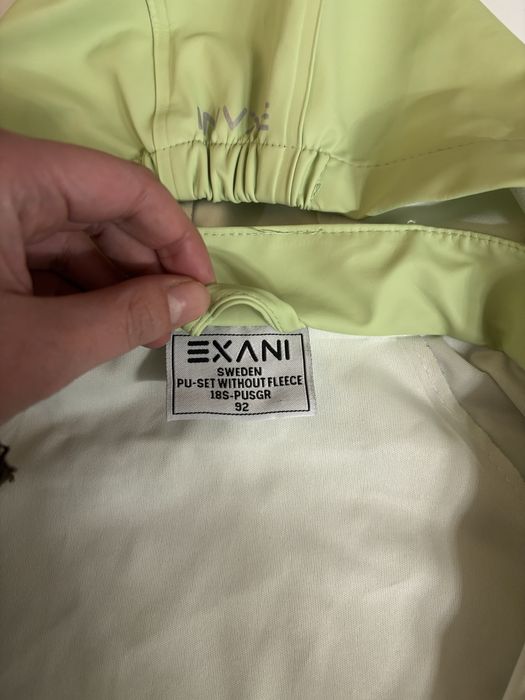 EXANI
SWEDEN
PU-SET WITHOUT FLEECE
18S-PUSGR
92